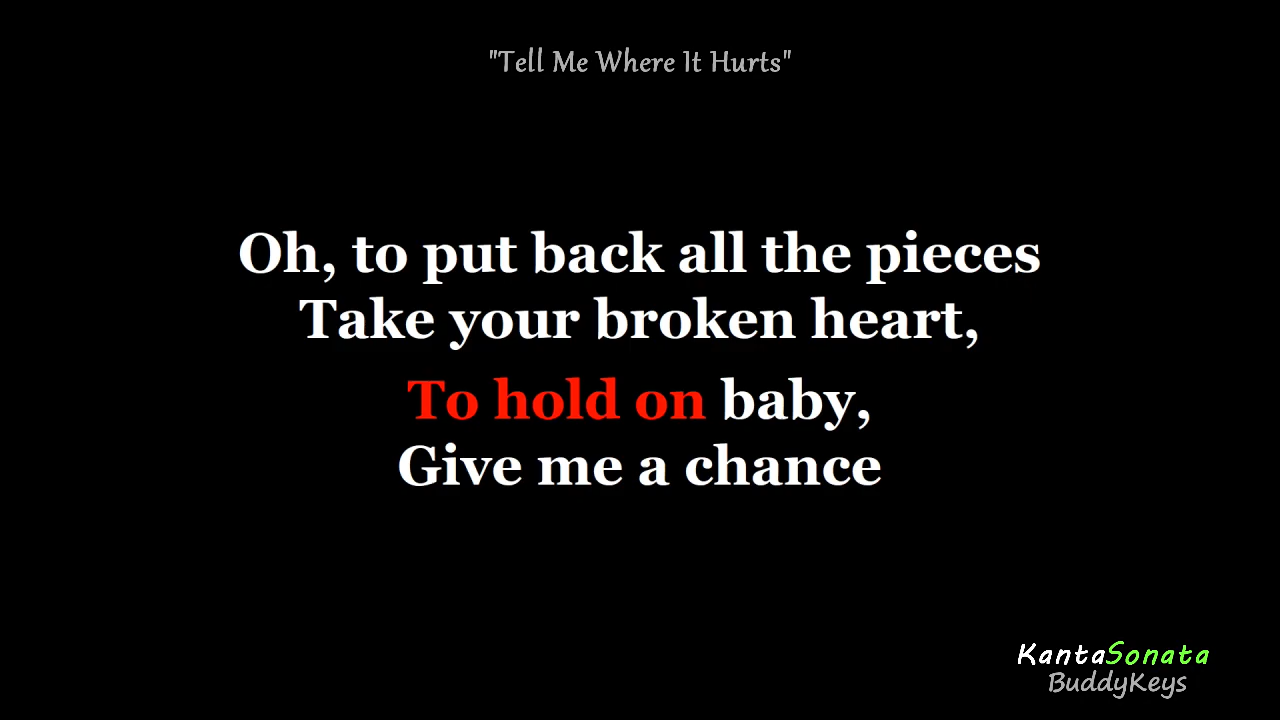 "Tell Me Where It Hurts"
Oh, to put back all the pieces
Take your broken heart,
To hold on baby,
Give me a chance
KantaSonata
BuddyKeys